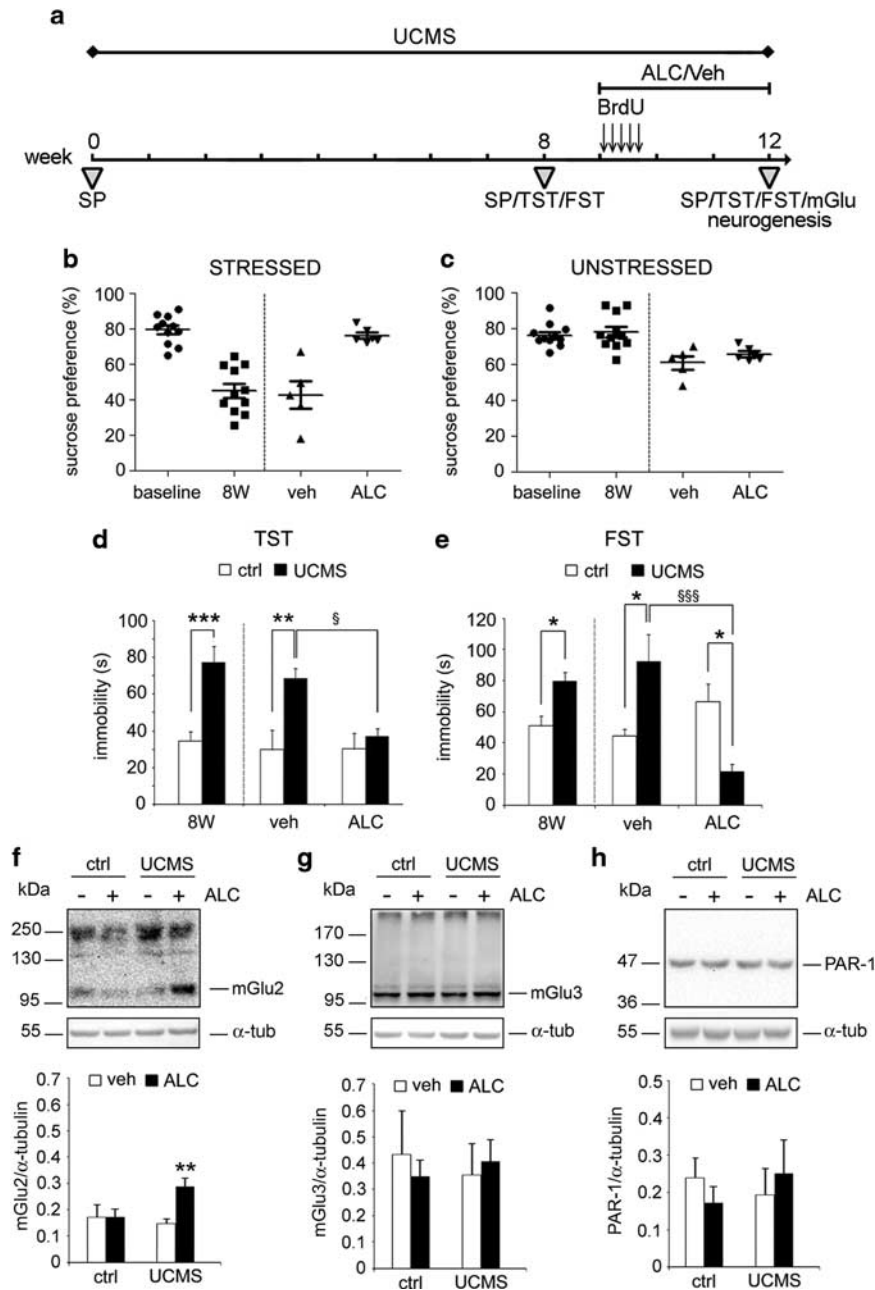 a
UCMS
ALC/Veh
BrdU
week 0 8 12
SP SP/TST/FST SP/TST/FST/mGlu
neurogenesis
b STRESSED
sucrose preference (%)
100
80
60
40
20
0
baseline 8W veh ALC
c UNSTRESSED
sucrose preference (%)
100
80
60
40
20
0
baseline 8W veh ALC
d TST
ctrl UCMS
immobility (s)
100
80
60
40
20
0
*** ** §
8W veh ALC
e FST
ctrl UCMS
immobility (s)
120
100
80
60
40
20
0
* * §§§ *
8W veh ALC
f ctrl UCMS
kDa - + - + ALC
250
130
95
mGlu2
55 α-tub
veh ALC
mGlu2/α-tubulin
0.7
0.6
0.5
0.4
0.3
0.2
0.1
0
**
ctrl UCMS
g ctrl UCMS
kDa - + - + ALC
170
130
95
mGlu3
55 α-tub
veh ALC
mGlu3/α-tubulin
0.7
0.6
0.5
0.4
0.3
0.2
0.1
0
ctrl UCMS
h ctrl UCMS
kDa - + - + ALC
47 PAR-1
36
55 α-tub
veh ALC
PAR-1/α-tubulin
0.5
0.4
0.3
0.2
0.1
0
ctrl UCMS